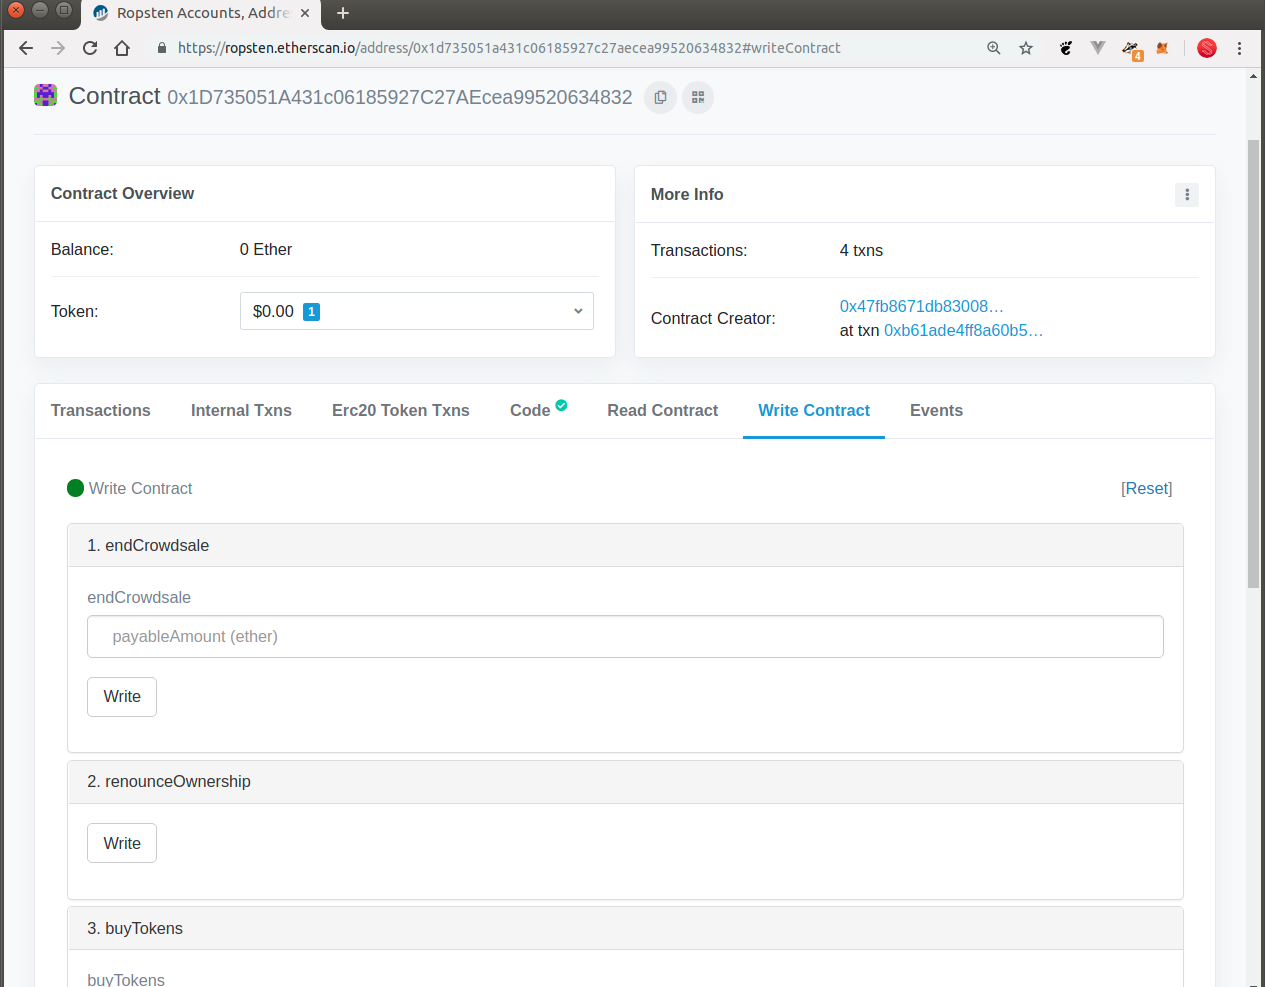 Ropsten Accounts, Addre
https://ropsten.etherscan.io/address/0x1d735051a431c06185927c27aecea99520634832#writeContract
4
S
Contract 0x1D735051A431c06185927C27AEcea99520634832
Contract Overview
Balance: 0 Ether
Token: $0.00 1
More Info
Transactions: 4 txns
Contract Creator: 0x47fb8671db83008…
at txn 0xb61ade4ff8a60b5…
Transactions Internal Txns Erc20 Token Txns Code Read Contract Write Contract Events
Write Contract [Reset]
1. endCrowdsale
endCrowdsale
payableAmount (ether)
Write
2. renounceOwnership
Write
3. buyTokens
buyTokens